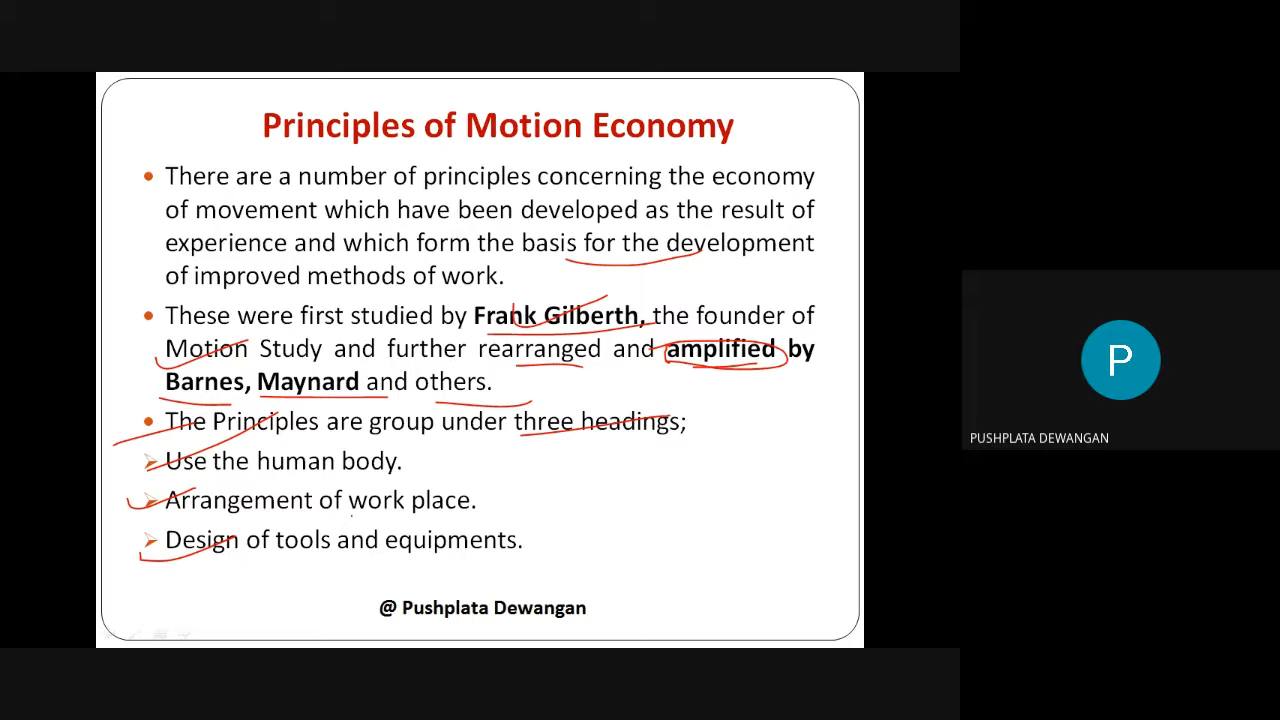 Principles of Motion Economy
• There are a number of principles concerning the economy
of movement which have been developed as the result of
experience and which form the basis for the development
of improved methods of work.
• These were first studied by Frank Gilberth, the founder of
Motion Study and further rearranged and amplified by
Barnes, Maynard and others.
• The Principles are group under three headings;
➢ Use the human body.
➢ Arrangement of work place.
➢ Design of tools and equipments.
@ Pushplata Dewangan
P
PUSHPLATA DEWANGAN